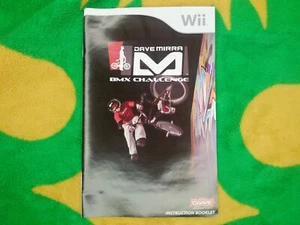 Wii
DAVE MIRRA
BMX CHALLENGE
INSTRUCTION BOOKLET